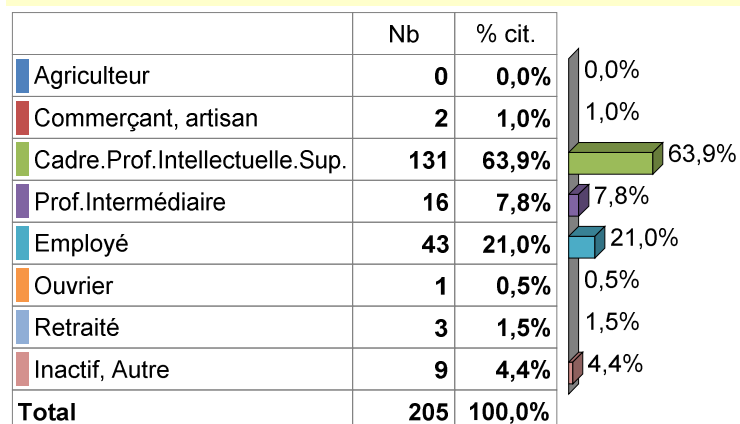 Nb % cit.
Agriculteur 0 0,0% 0,0%
Commerçant, artisan 2 1,0% 1,0%
Cadre.Prof.Intellectuelle.Sup. 131 63,9% 63,9%
Prof.Intermédiaire 16 7,8% 7,8%
Employé 43 21,0% 21,0%
Ouvrier 1 0,5% 0,5%
Retraité 3 1,5% 1,5%
Inactif, Autre 9 4,4% 4,4%
Total 205 100,0%